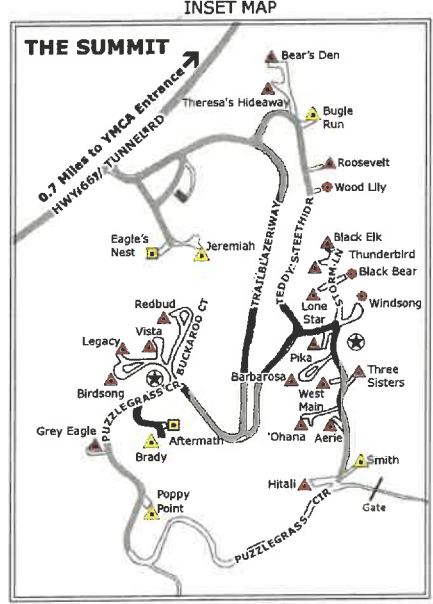 INSET MAP
THE SUMMIT
0.7 Miles to YMCA Entrance
HWY 66 / TUNNEL RD
Bear's Den
Theresa's Hideaway
Bugle
Run
Roosevelt
Wood Lily
Eagle's
Nest
Jeremiah
TRAILBLAZER WAY
TEDDY'S TEETH DR
Black Elk
Thunderbird
Black Bear
STORM LN
Lone
Star
Windsong
Redbud
Vista
Legacy
BUCKAROO CT
Birdsong
PUZZLEGRASS CR
Pika
Barbarosa
West
Main
Three
Sisters
'Ohana
Aerie
Grey Eagle
Aftermath
Brady
Smith
Hitali
Gate
Poppy
Point
PUZZLEGRASS CIR